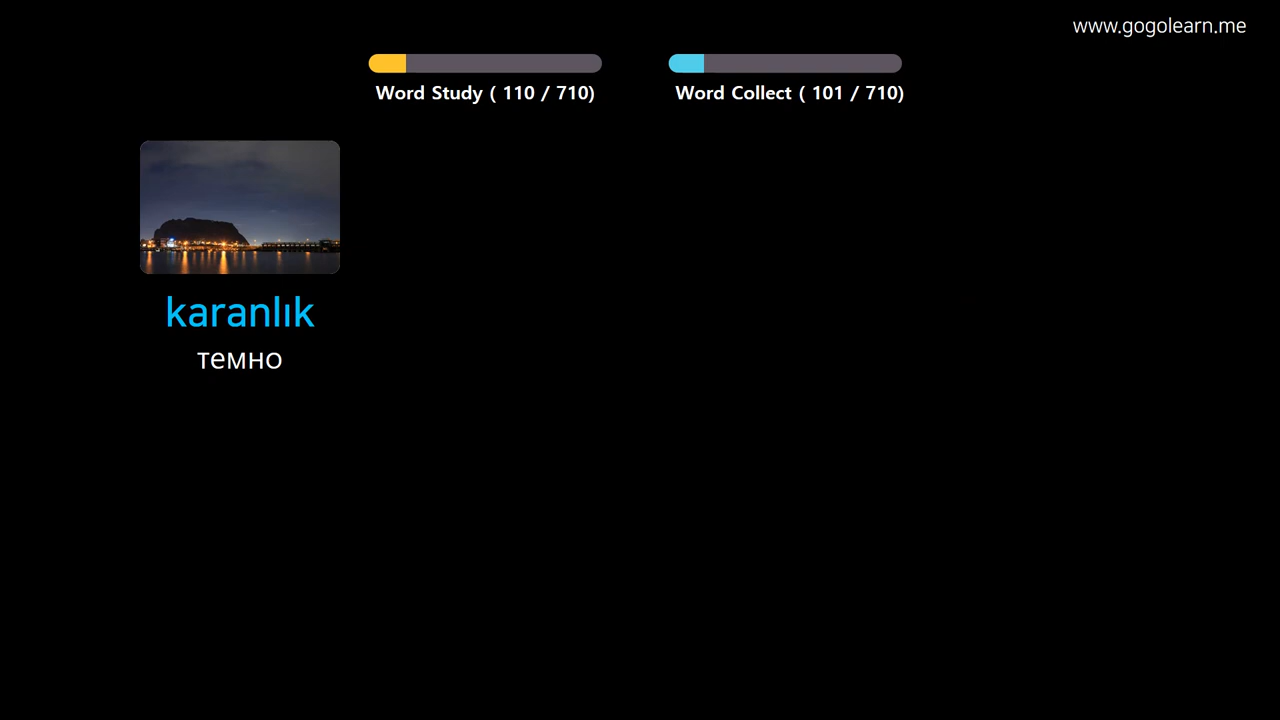 www.gogolearn.me
Word Study ( 110 / 710)
Word Collect ( 101 / 710)
karanlık
темно